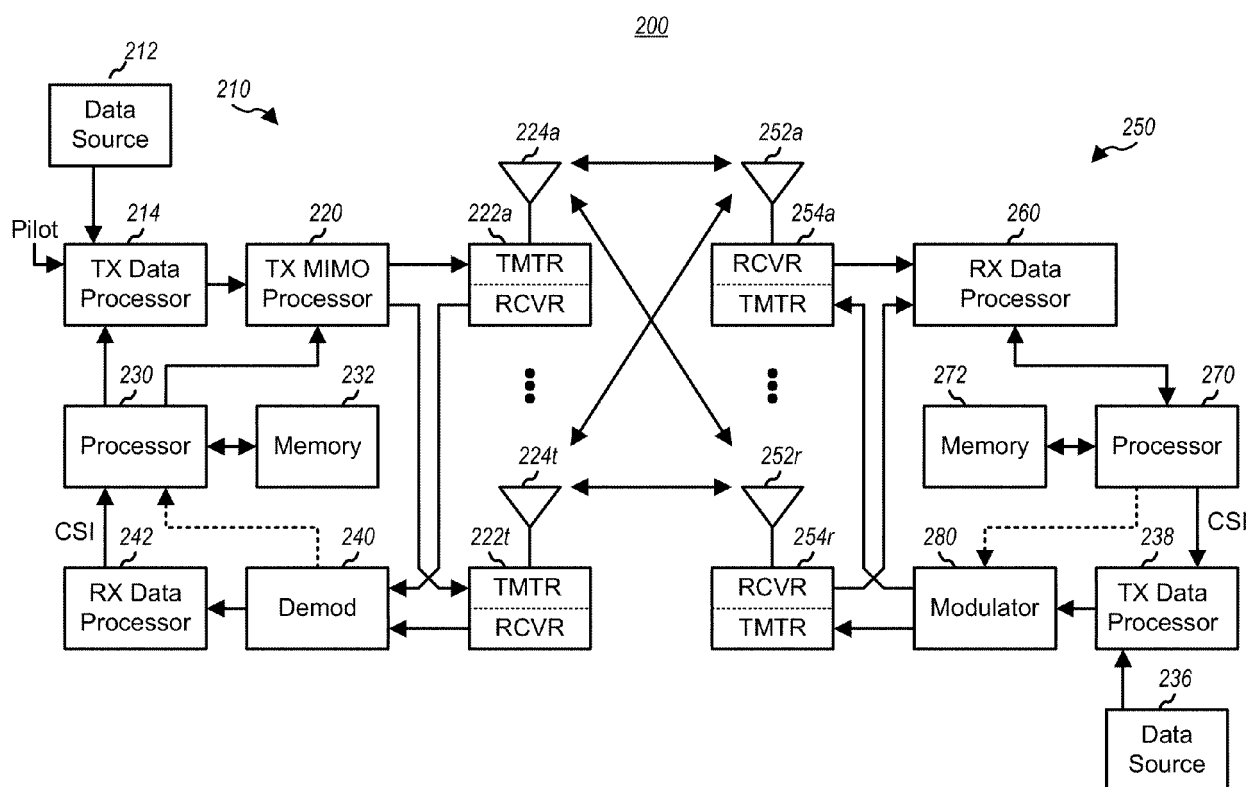 200
212
Data
Source
210
224a
252a
250
Pilot
214
TX Data
Processor
220
TX MIMO
Processor
222a
TMTR
RCVR
254a
RCVR
TMTR
260
RX Data
Processor
230
Processor
232
Memory
272
Memory
270
Processor
224t
252r
CSI
242
RX Data
Processor
240
Demod
222t
TMTR
RCVR
254r
RCVR
TMTR
280
Modulator
CSI
238
TX Data
Processor
236
Data
Source